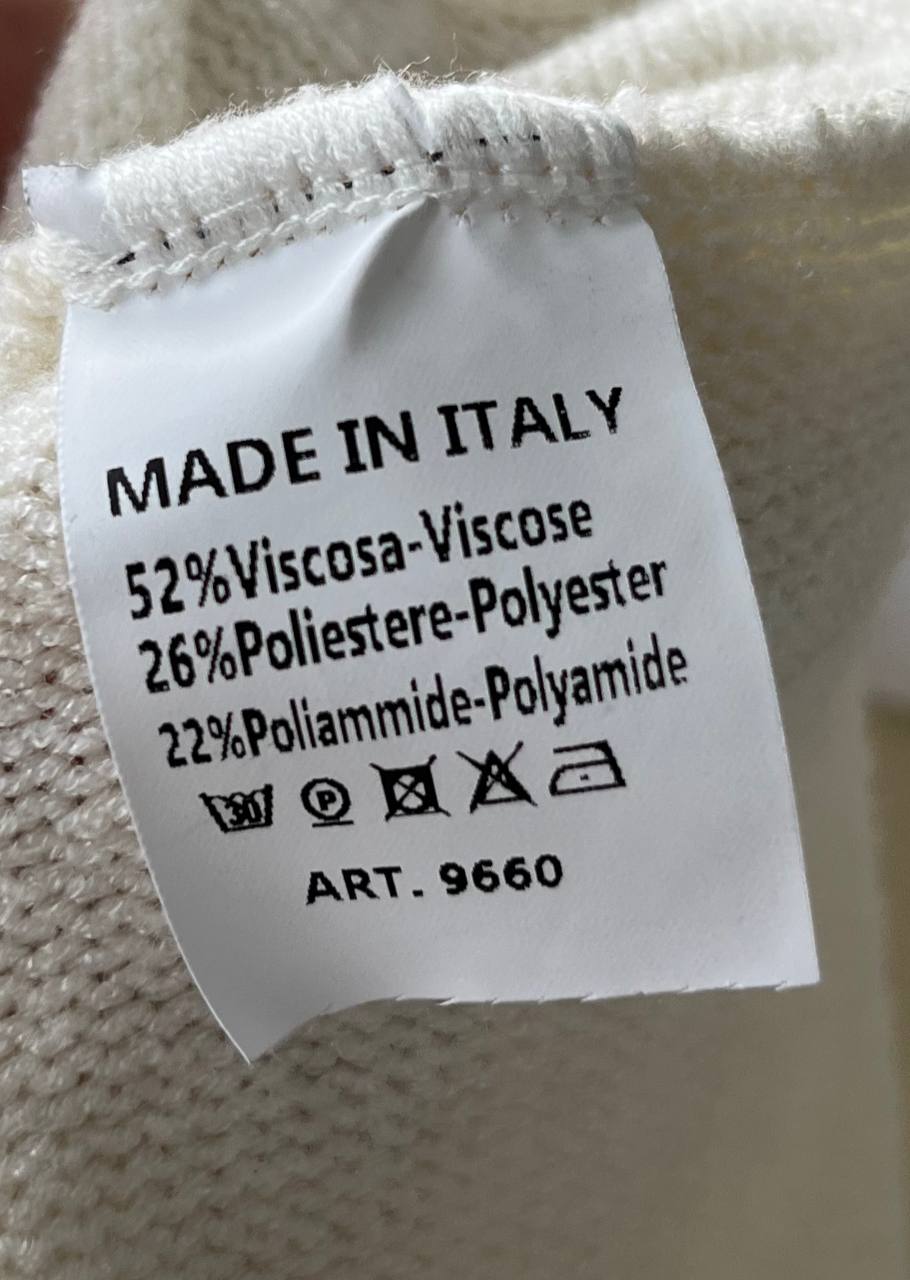 MADE IN ITALY
52%Viscosa-Viscose
26%Poliestere-Polyester
22%Poliammide-Polyamide
30 P
ART. 9660